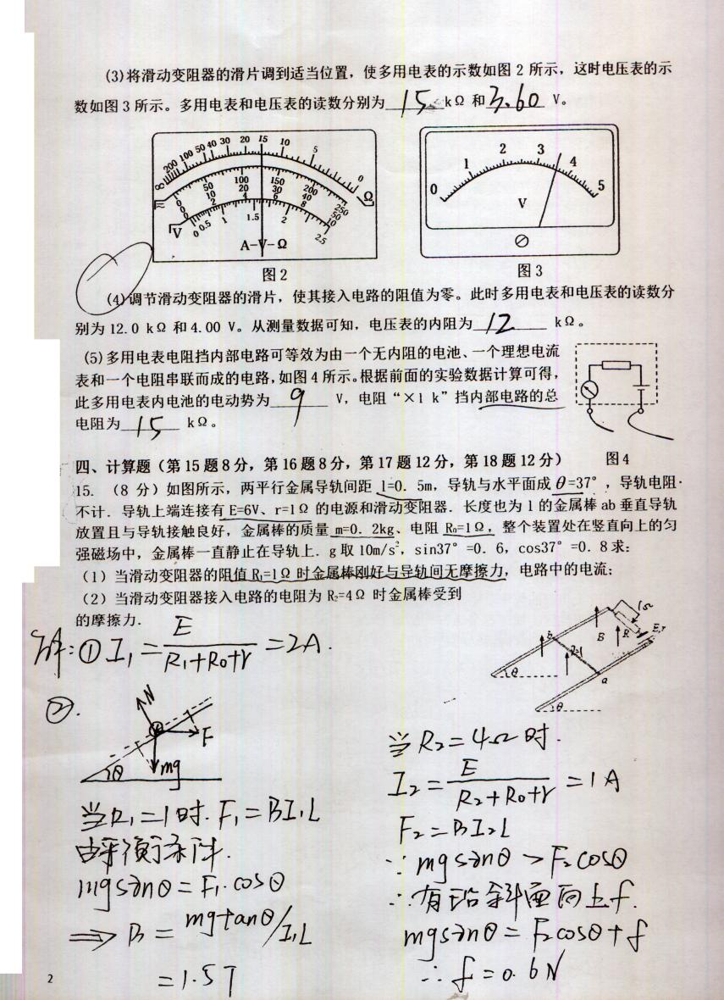 (3)将滑动变阻器的滑片调到适当位置，使多用电表的示数如图 2 所示，这时电压表的示
数如图 3 所示。多用电表和电压表的读数分别为 15 kΩ 和 3.60 V。
∞ 200 100 50 40 30 20 15 10 5 0 Ω
0 50 100 150 200 250
0 10 20 30 40 50
0 2 4 6 8 10
V 0 0.5 1 1.5 2 2.5
A-V-Ω
0 1 2 3 4 5
V
图 2
图 3
(4)调节滑动变阻器的滑片，使其接入电路的阻值为零。此时多用电表和电压表的读数分
别为 12.0 kΩ 和 4.00 V。从测量数据可知，电压表的内阻为 12 kΩ。
(5)多用电表电阻挡内部电路可等效为由一个无内阻的电池、一个理想电流
表和一个电阻串联而成的电路，如图 4 所示。根据前面的实验数据计算可得，
此多用电表内电池的电动势为 9 V，电阻“×1 k”挡内部电路的总
电阻为 15 kΩ。
图 4
四、计算题（第 15 题 8 分，第 16 题 8 分，第 17 题 12 分，第 18 题 12 分）
15. （8 分）如图所示，两平行金属导轨间距 l=0．5m，导轨与水平面成 θ=37°，导轨电阻
不计．导轨上端连接有 E=6V、r=1Ω 的电源和滑动变阻器．长度也为 l 的金属棒 ab 垂直导轨
放置且与导轨接触良好，金属棒的质量 m=0．2kg、电阻 R₀=1Ω，整个装置处在竖直向上的匀
强磁场中，金属棒一直静止在导轨上．g 取 10m/s²，sin37°=0．6，cos37°=0．8 求：
（1）当滑动变阻器的阻值 R₁=1Ω 时金属棒刚好与导轨间无摩擦力，电路中的电流；
（2）当滑动变阻器接入电路的电阻为 R₂=4Ω 时金属棒受到
的摩擦力．
1Ω
b B R E,r
θ a
θ
解:① I₁ = E/(R₁+R₀+r) = 2A.
②.
N
F
mg
θ
当R₁=1时. F₁=BI₁L
由平衡条件.
mgsinθ = F₁·cosθ
⇒ B = mgtanθ/I₁L
=1.5T
当 R₂=4Ω时.
I₂ = E/(R₂+R₀+r) = 1A
F₂=BI₂L
∵ mgsinθ > F₂cosθ
∴有沿斜面向上f.
mgsinθ = F₂cosθ+f
∴ f=0.6N
2